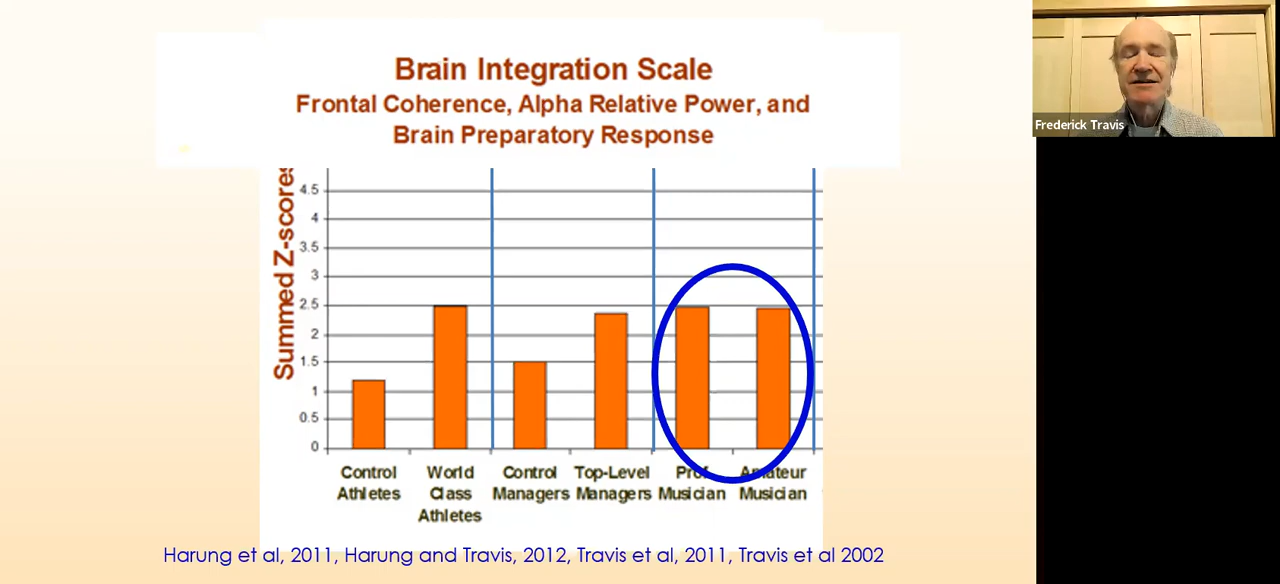 Brain Integration Scale
Frontal Coherence, Alpha Relative Power, and
Brain Preparatory Response
Summed Z-scores
4.5
4
3.5
3
2.5
2
1.5
1
0.5
0
Control Athletes
World Class Athletes
Control Managers
Top-Level Managers
Prof. Musician
Amateur Musician
Harung et al, 2011, Harung and Travis, 2012, Travis et al, 2011, Travis et al 2002
Frederick Travis